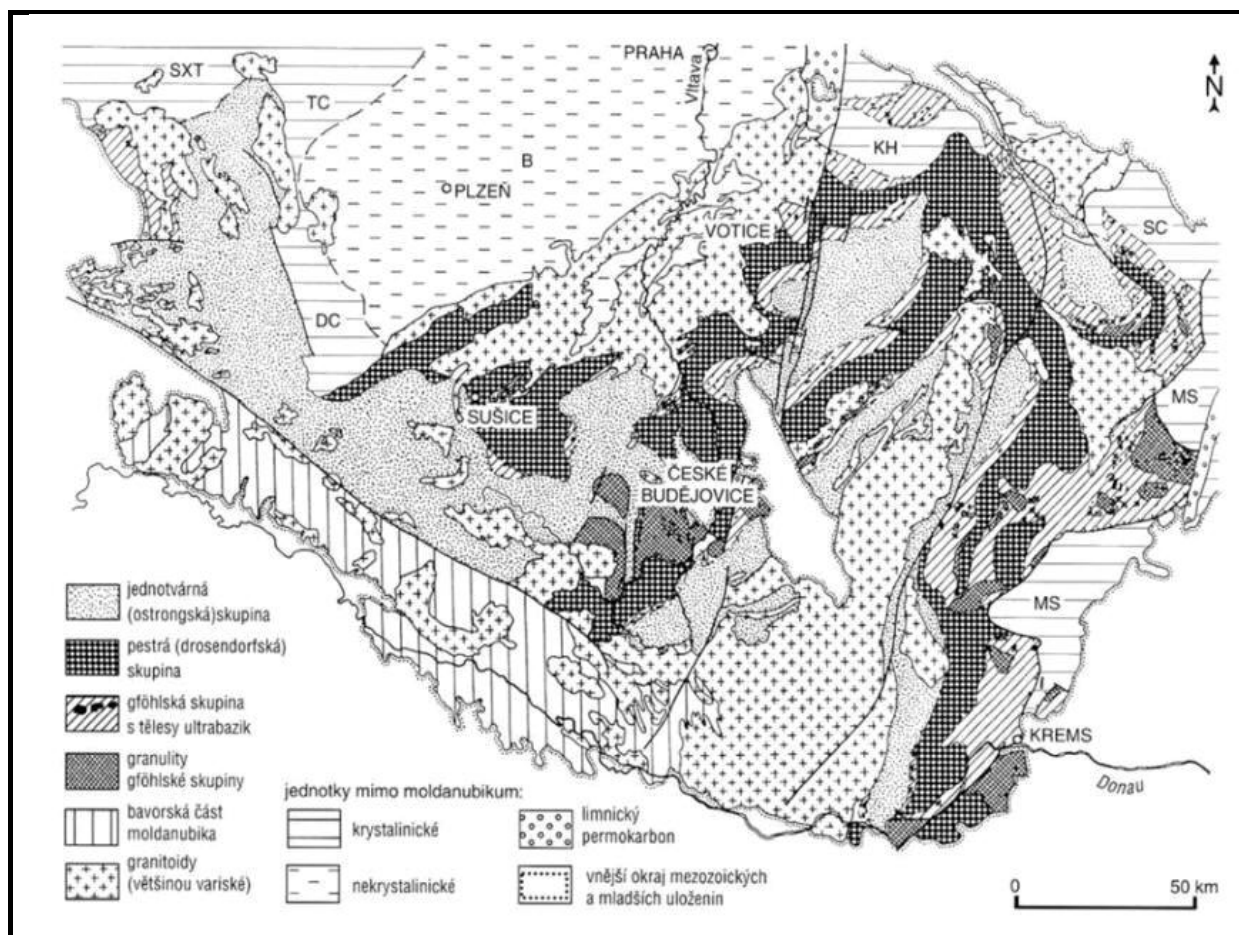 PRAHA
SXT
Vltava
N
TC
KH
B
PLZEŇ
VOTICE
SC
DC
SUŠICE
MS
ČESKÉ
BUDĚJOVICE
MS
KREMS
Donau
jednotvárná
(ostrongská)skupina
pestrá (drosendorfská)
skupina
gföhlská skupina
s tělesy ultrabazik
granulity
gföhlské skupiny
bavorská část
moldanubika
granitoidy
(většinou variské)
jednotky mimo moldanubikum:
krystalinické
nekrystalinické
limnický
permokarbon
vnější okraj mezozoických
a mladších uloženin
0 50 km